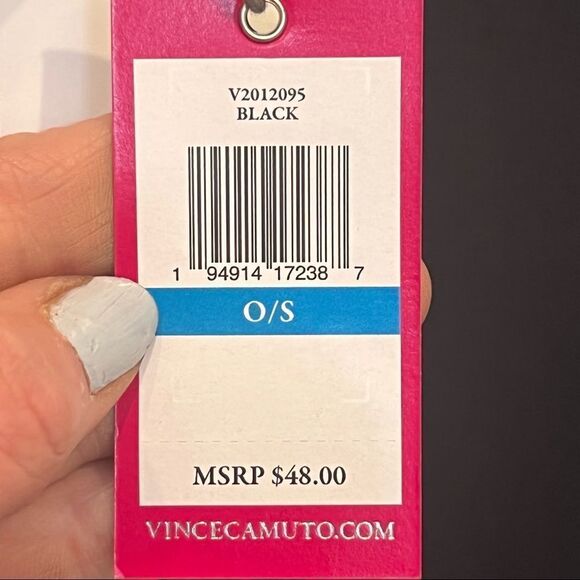 V2012095
BLACK
1 94914 17238 7
O/S
MSRP $48.00
VINCECAMUTO.COM